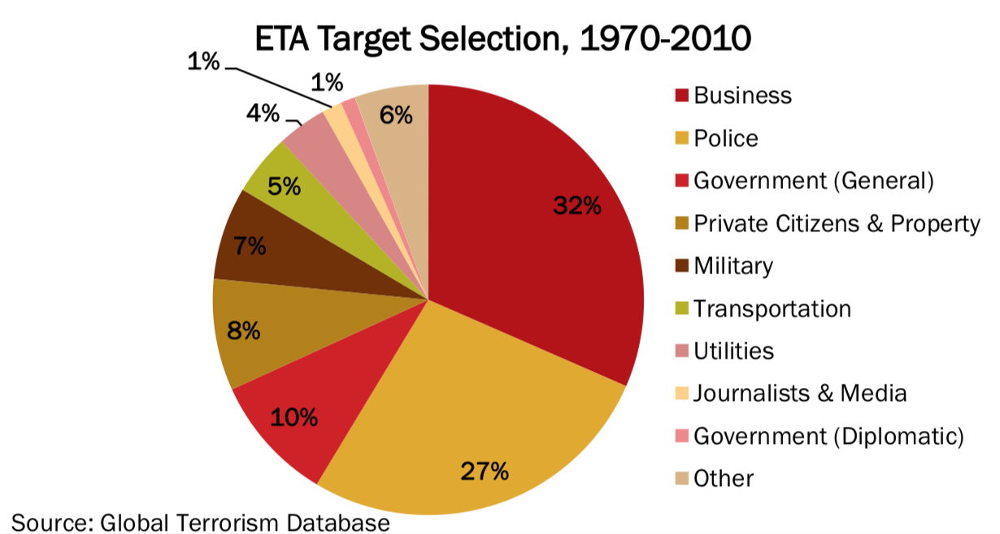 ETA Target Selection, 1970-2010
1%
1%
4%
6%
5%
32%
7%
8%
10%
27%
Business
Police
Government (General)
Private Citizens & Property
Military
Transportation
Utilities
Journalists & Media
Government (Diplomatic)
Other
Source: Global Terrorism Database